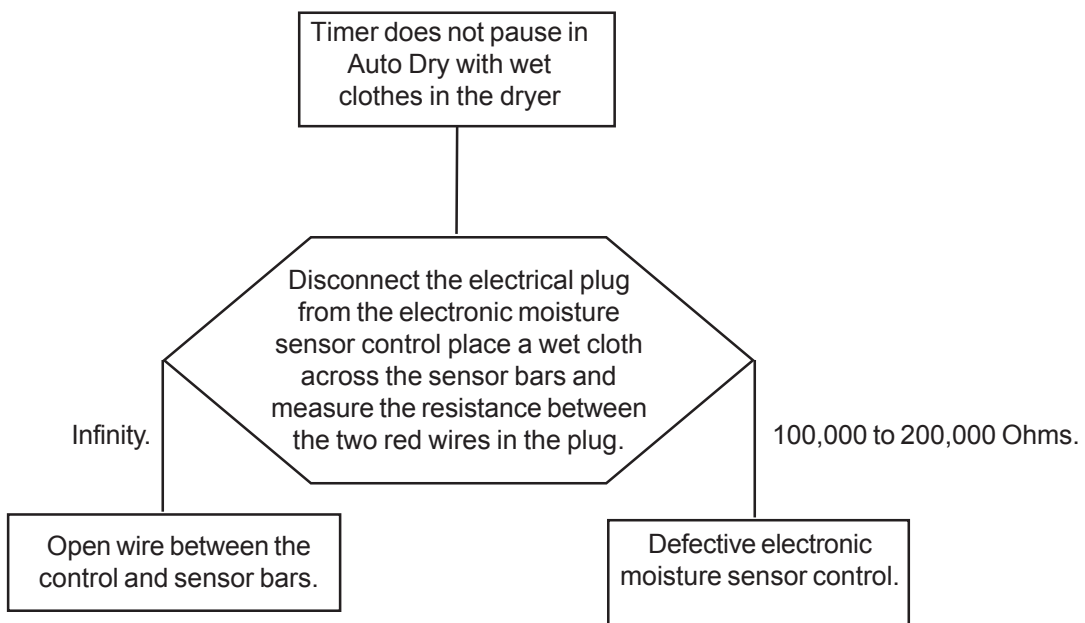 Timer does not pause in
Auto Dry with wet
clothes in the dryer
Disconnect the electrical plug
from the electronic moisture
sensor control place a wet cloth
across the sensor bars and
measure the resistance between
the two red wires in the plug.
Infinity.
100,000 to 200,000 Ohms.
Open wire between the
control and sensor bars.
Defective electronic
moisture sensor control.